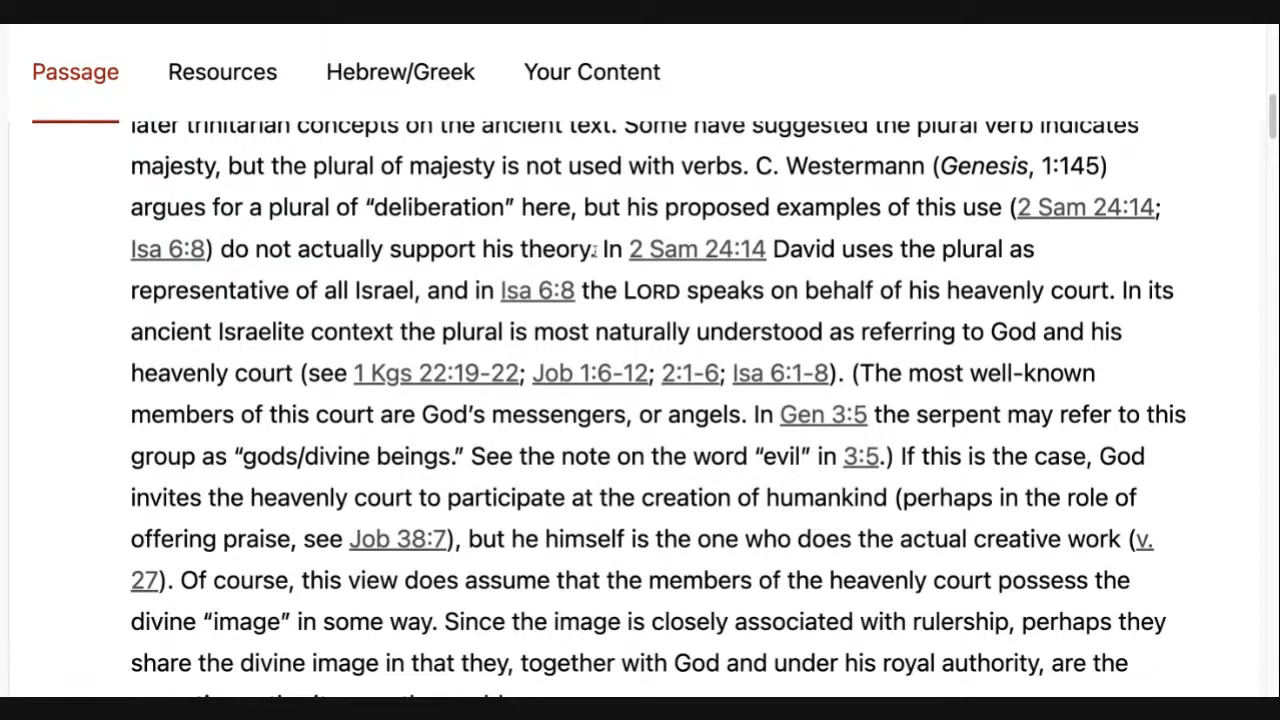 Passage Resources Hebrew/Greek Your Content
later trinitarian concepts on the ancient text. Some have suggested the plural verb indicates
majesty, but the plural of majesty is not used with verbs. C. Westermann (Genesis, 1:145)
argues for a plural of “deliberation” here, but his proposed examples of this use (2 Sam 24:14;
Isa 6:8) do not actually support his theory. In 2 Sam 24:14 David uses the plural as
representative of all Israel, and in Isa 6:8 the LORD speaks on behalf of his heavenly court. In its
ancient Israelite context the plural is most naturally understood as referring to God and his
heavenly court (see 1 Kgs 22:19-22; Job 1:6-12; 2:1-6; Isa 6:1-8). (The most well-known
members of this court are God’s messengers, or angels. In Gen 3:5 the serpent may refer to this
group as “gods/divine beings.” See the note on the word “evil” in 3:5.) If this is the case, God
invites the heavenly court to participate at the creation of humankind (perhaps in the role of
offering praise, see Job 38:7), but he himself is the one who does the actual creative work (v.
27). Of course, this view does assume that the members of the heavenly court possess the
divine “image” in some way. Since the image is closely associated with rulership, perhaps they
share the divine image in that they, together with God and under his royal authority, are the